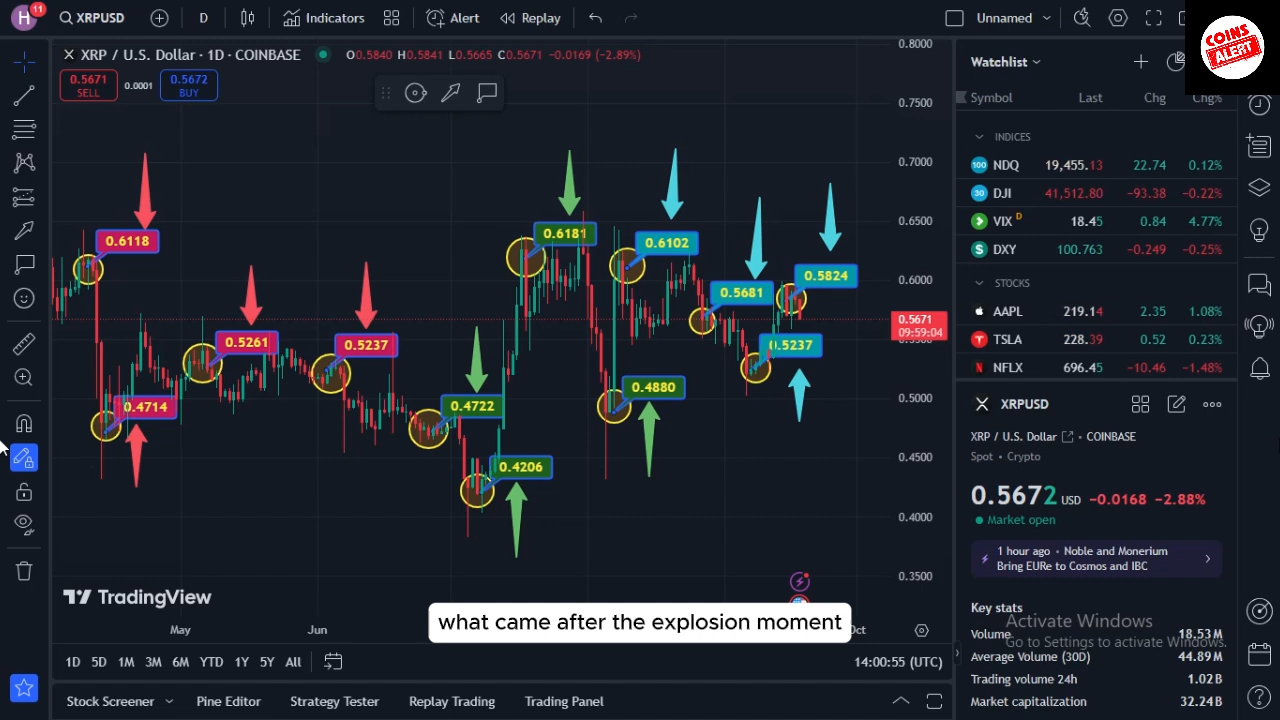 H 11 XRPUSD D Indicators Alert Replay Unnamed
COINS
ALERT
XRP / U.S. Dollar · 1D · COINBASE O0.5840 H0.5841 L0.5665 C0.5671 -0.0169 (-2.89%)
0.5671
SELL
0.0001
0.5672
BUY
0.8000
0.7500
0.7000
0.6500
0.6000
0.5671
09:59:04
0.5000
0.4500
0.4000
0.3500
0.6118
0.4714
0.5261
0.5237
0.4722
0.4206
0.6181
0.4880
0.6102
0.5681
0.5237
0.5824
TradingView
what came after the explosion moment
May Jun Oct
1D 5D 1M 3M 6M YTD 1Y 5Y All 14:00:55 (UTC)
Stock Screener Pine Editor Strategy Tester Replay Trading Trading Panel
Watchlist
Symbol Last Chg Chg%
INDICES
100 NDQ 19,455.13 22.74 0.12%
30 DJI 41,512.80 -93.38 -0.22%
VIX D 18.45 0.84 4.77%
$ DXY 100.763 -0.249 -0.25%
STOCKS
AAPL 219.14 2.35 1.08%
TSLA 228.39 0.52 0.23%
NFLX 696.45 -10.46 -1.48%
XRPUSD
XRP / U.S. Dollar • COINBASE
Spot • Crypto
0.5672 USD -0.0168 -2.88%
Market open
1 hour ago • Noble and Monerium
Bring EURe to Cosmos and IBC
Key stats
Activate Windows
Volume 18.53M
Go to Settings to activate Windows.
Average Volume (30D) 44.89M
Trading volume 24h 1.02B
Market capitalization 32.24B